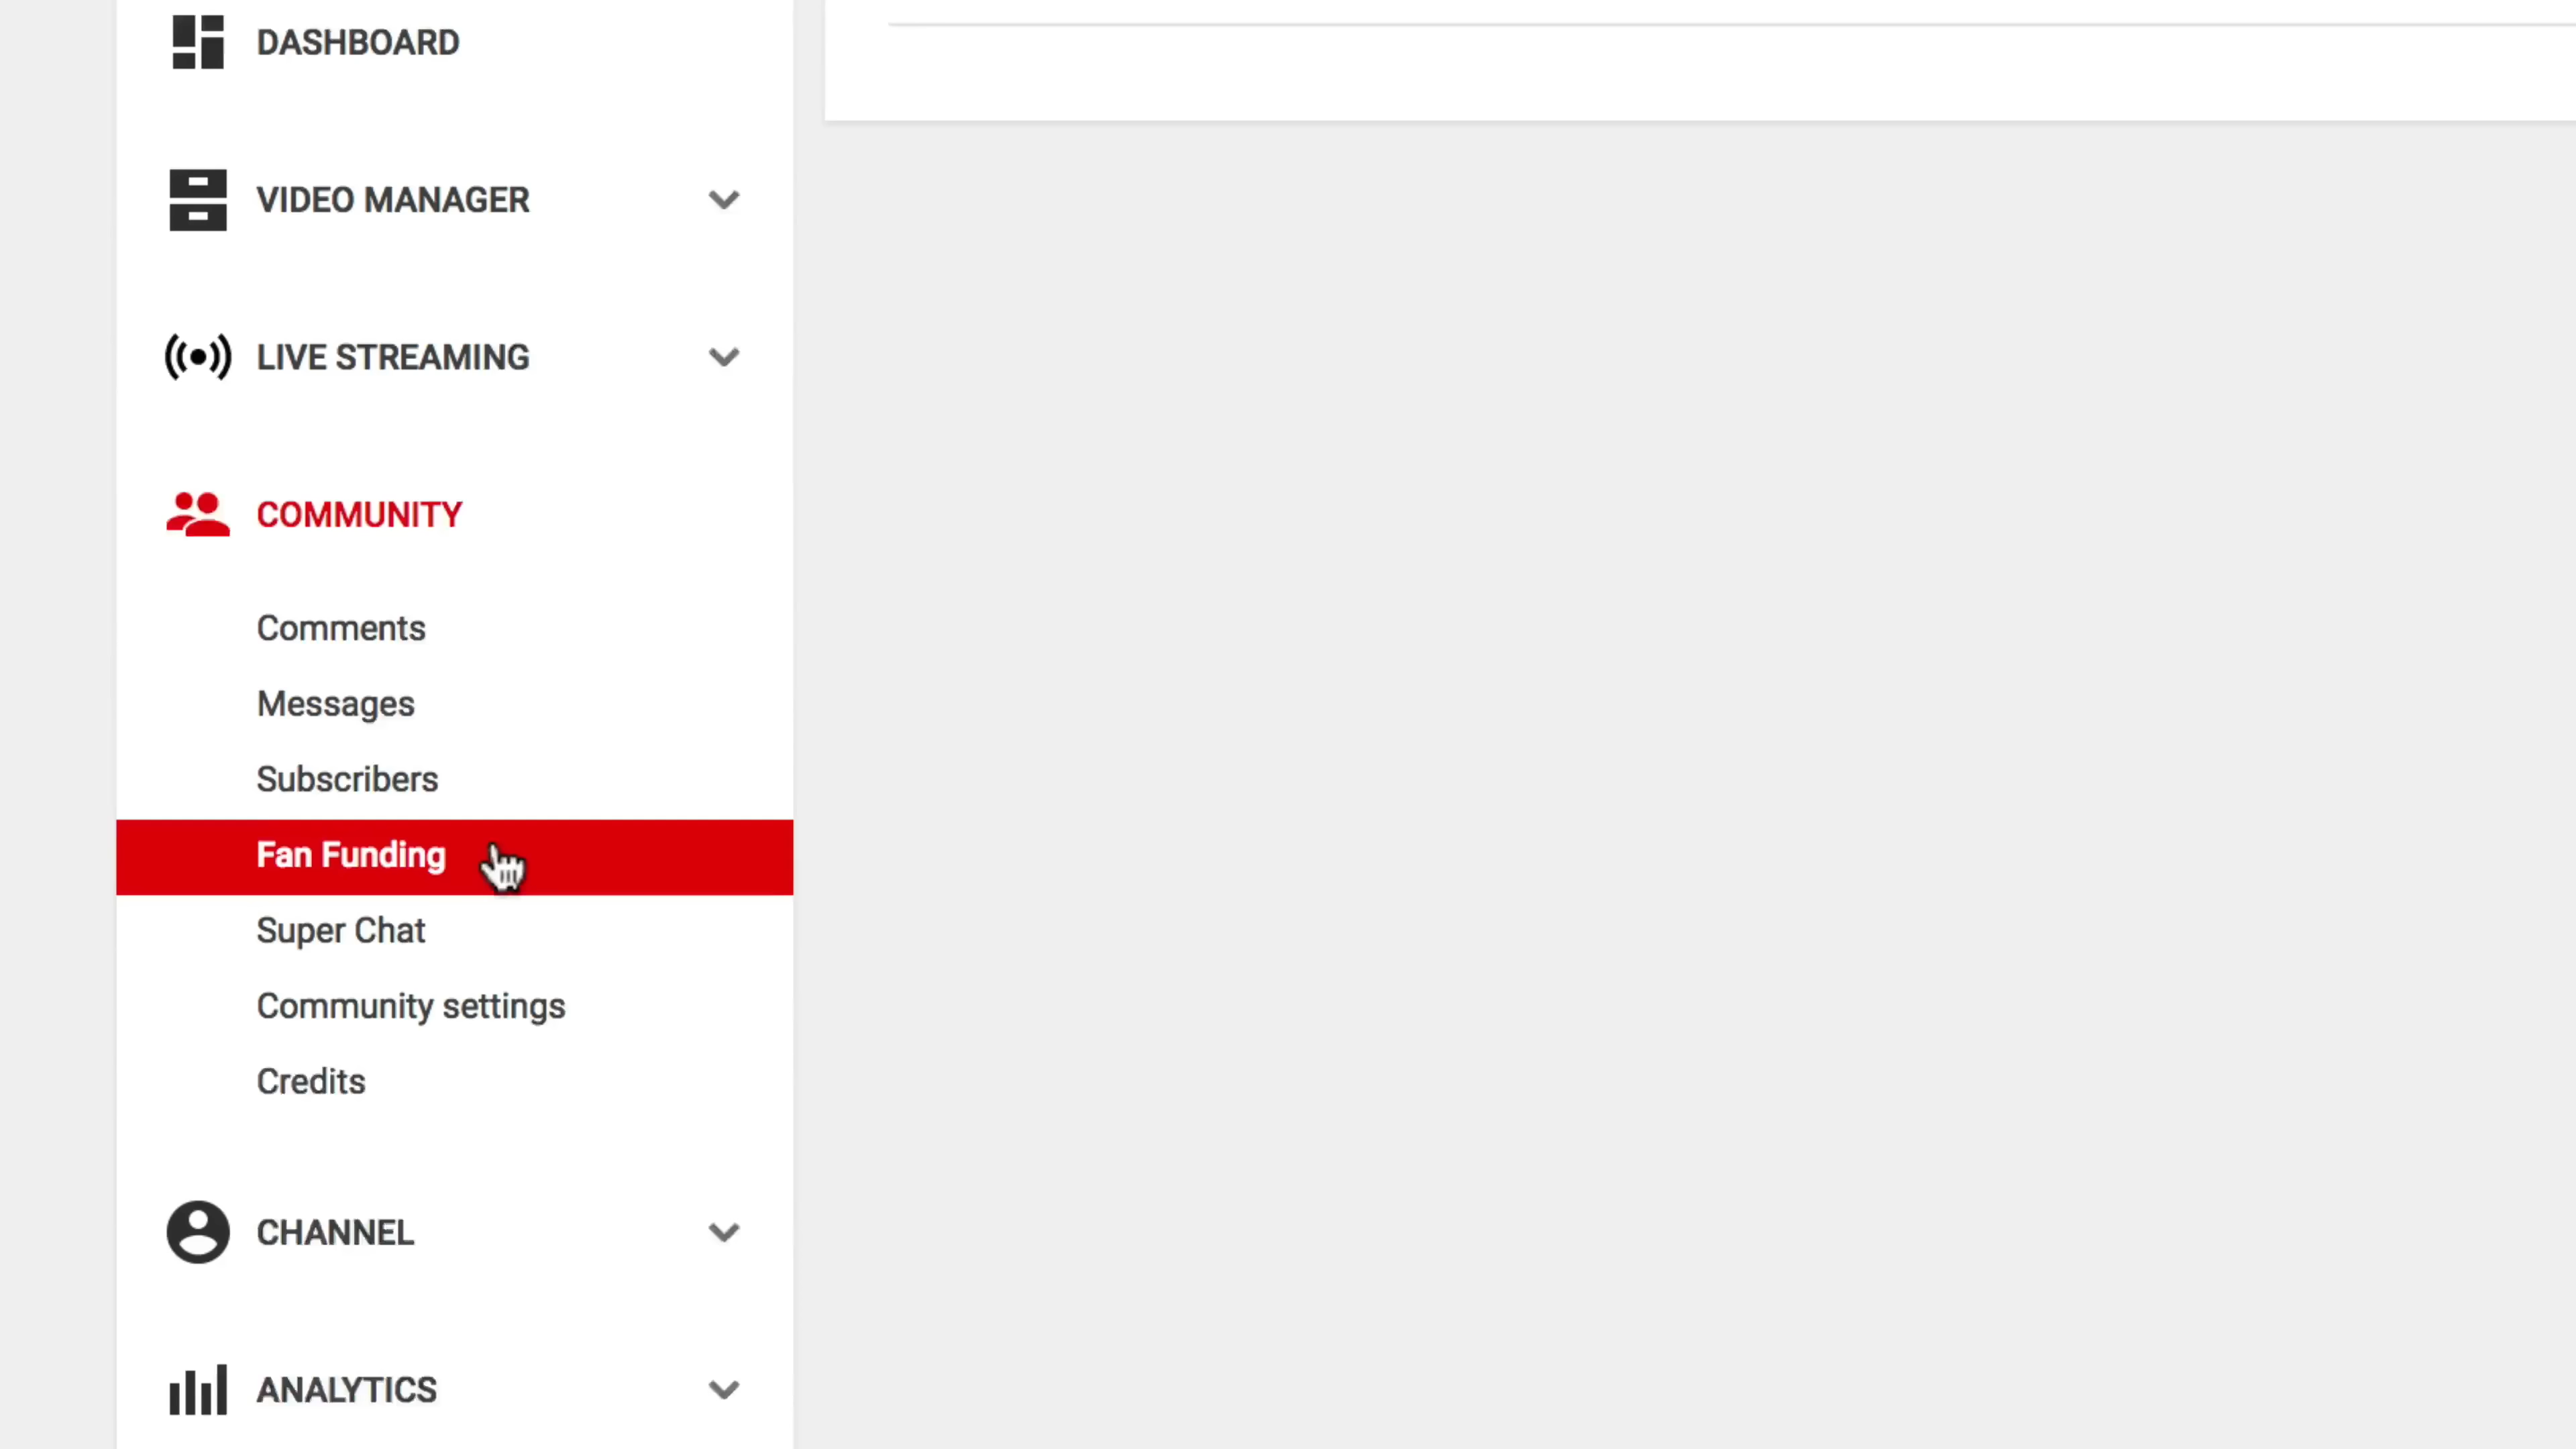 DASHBOARD
VIDEO MANAGER
LIVE STREAMING
COMMUNITY
Comments
Messages
Subscribers
Fan Funding
Super Chat
Community settings
Credits
CHANNEL
ANALYTICS